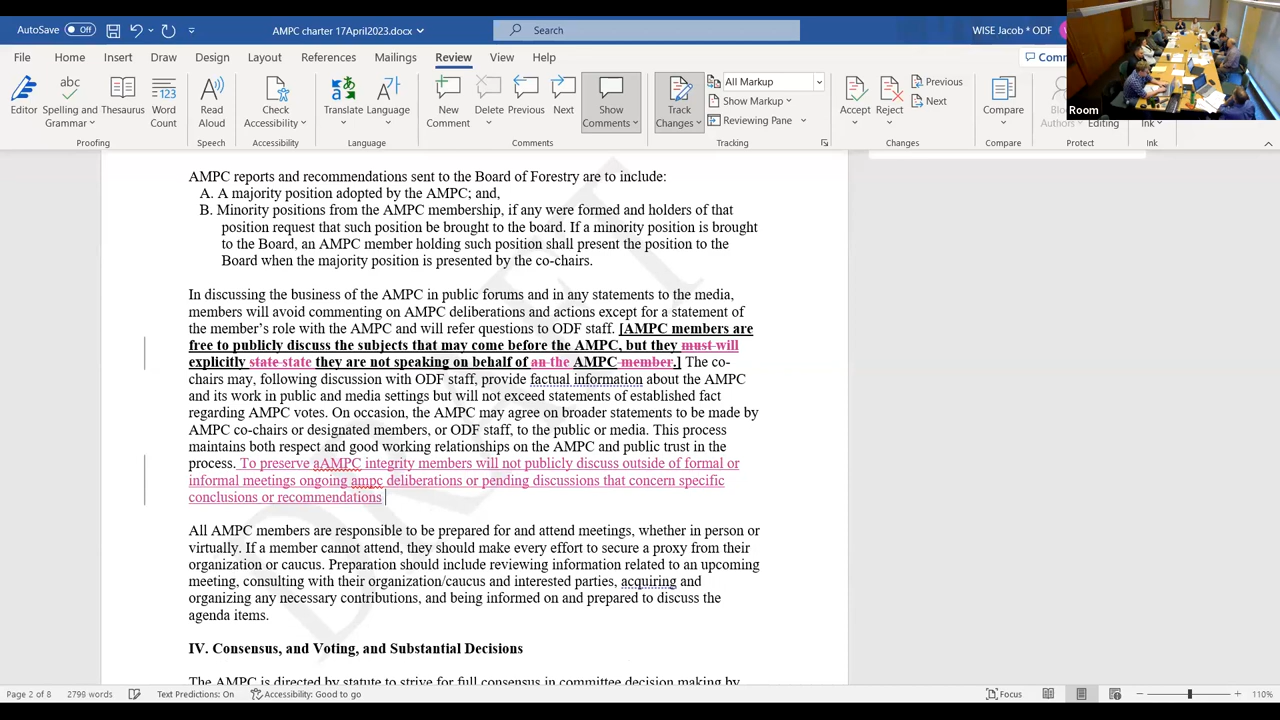 AutoSave Off
AMPC charter 17April2023.docx
Search
WISE Jacob * ODF
File Home Insert Draw Design Layout References Mailings Review View Help
Room
Editor
Spelling and Grammar
Thesaurus
Word Count
Read Aloud
Check Accessibility
Translate
Language
New Comment
Delete
Previous
Next
Show Comments
Track Changes
All Markup
Show Markup
Reviewing Pane
Accept
Reject
Previous
Next
Compare
Editing
Ink
Proofing
Speech
Accessibility
Language
Comments
Tracking
Changes
Compare
Protect
Ink
DRAFT
AMPC reports and recommendations sent to the Board of Forestry are to include:
A. A majority position adopted by the AMPC; and,
B. Minority positions from the AMPC membership, if any were formed and holders of that
position request that such position be brought to the board. If a minority position is brought
to the Board, an AMPC member holding such position shall present the position to the
Board when the majority position is presented by the co-chairs.
In discussing the business of the AMPC in public forums and in any statements to the media,
members will avoid commenting on AMPC deliberations and actions except for a statement of
the member's role with the AMPC and will refer questions to ODF staff. [AMPC members are
free to publicly discuss the subjects that may come before the AMPC, but they must will
explicitly state state they are not speaking on behalf of an the AMPC member.] The co-
chairs may, following discussion with ODF staff, provide factual information about the AMPC
and its work in public and media settings but will not exceed statements of established fact
regarding AMPC votes. On occasion, the AMPC may agree on broader statements to be made by
AMPC co-chairs or designated members, or ODF staff, to the public or media. This process
maintains both respect and good working relationships on the AMPC and public trust in the
process. To preserve aAMPC integrity members will not publicly discuss outside of formal or
informal meetings ongoing ampc deliberations or pending discussions that concern specific
conclusions or recommendations
All AMPC members are responsible to be prepared for and attend meetings, whether in person or
virtually. If a member cannot attend, they should make every effort to secure a proxy from their
organization or caucus. Preparation should include reviewing information related to an upcoming
meeting, consulting with their organization/caucus and interested parties, acquiring and
organizing any necessary contributions, and being informed on and prepared to discuss the
agenda items.
IV. Consensus, and Voting, and Substantial Decisions
The AMPC is directed by statute to strive for full consensus in committee decision making by
Page 2 of 8 2798 words Text Predictions: On Accessibility: Good to go Focus 110%